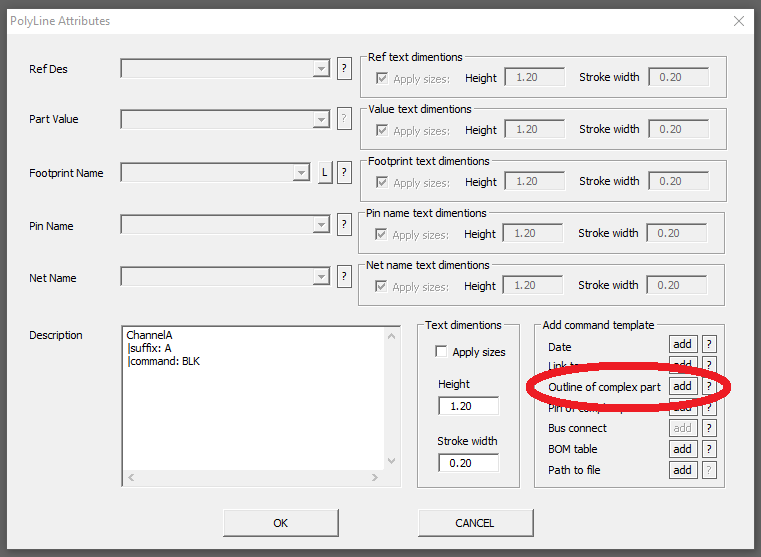 PolyLine Attributes
Ref Des
?
Ref text dimentions
Apply sizes: Height 1.20 Stroke width 0.20
Part Value
?
Value text dimentions
Apply sizes: Height 1.20 Stroke width 0.20
Footprint Name
L ?
Footprint text dimentions
Apply sizes: Height 1.20 Stroke width 0.20
Pin Name
?
Pin name text dimentions
Apply sizes: Height 1.20 Stroke width 0.20
Net Name
?
Net name text dimentions
Apply sizes: Height 1.20 Stroke width 0.20
Description
ChannelA
|suffix: A
|command: BLK
Text dimentions
Apply sizes
Height
1.20
Stroke width
0.20
Add command template
Date add ?
Link
Outline of complex part add ?
Pin of add ?
Bus connect add ?
BOM table add ?
Path to file add ?
OK CANCEL